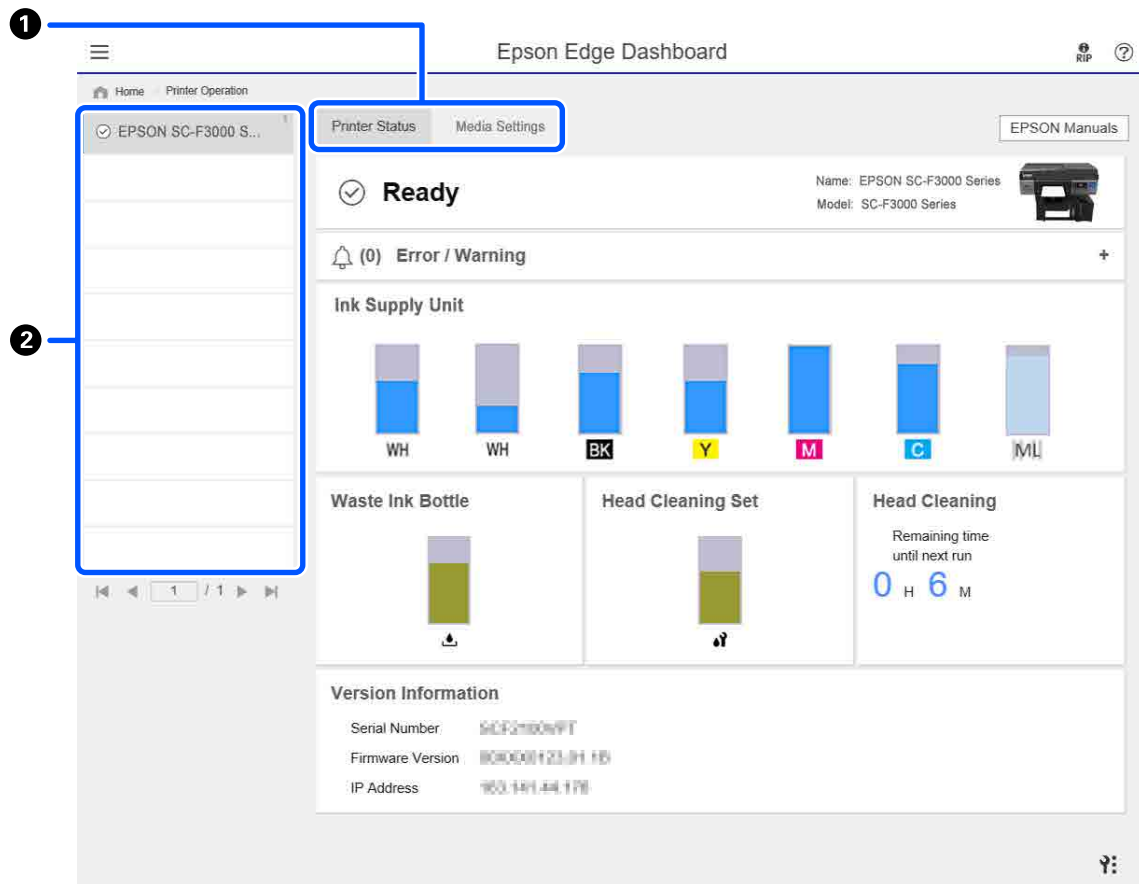 1
Epson Edge Dashboard
RIP
?
Home Printer Operation
EPSON SC-F3000 S... 1
Printer Status Media Settings
EPSON Manuals
Ready
Name: EPSON SC-F3000 Series
Model: SC-F3000 Series
(0) Error / Warning +
Ink Supply Unit
2
WH WH BK Y M C ML
Waste Ink Bottle
Head Cleaning Set
Head Cleaning
Remaining time
until next run
0 H 6 M
1 / 1
Version Information
Serial Number
Firmware Version
IP Address